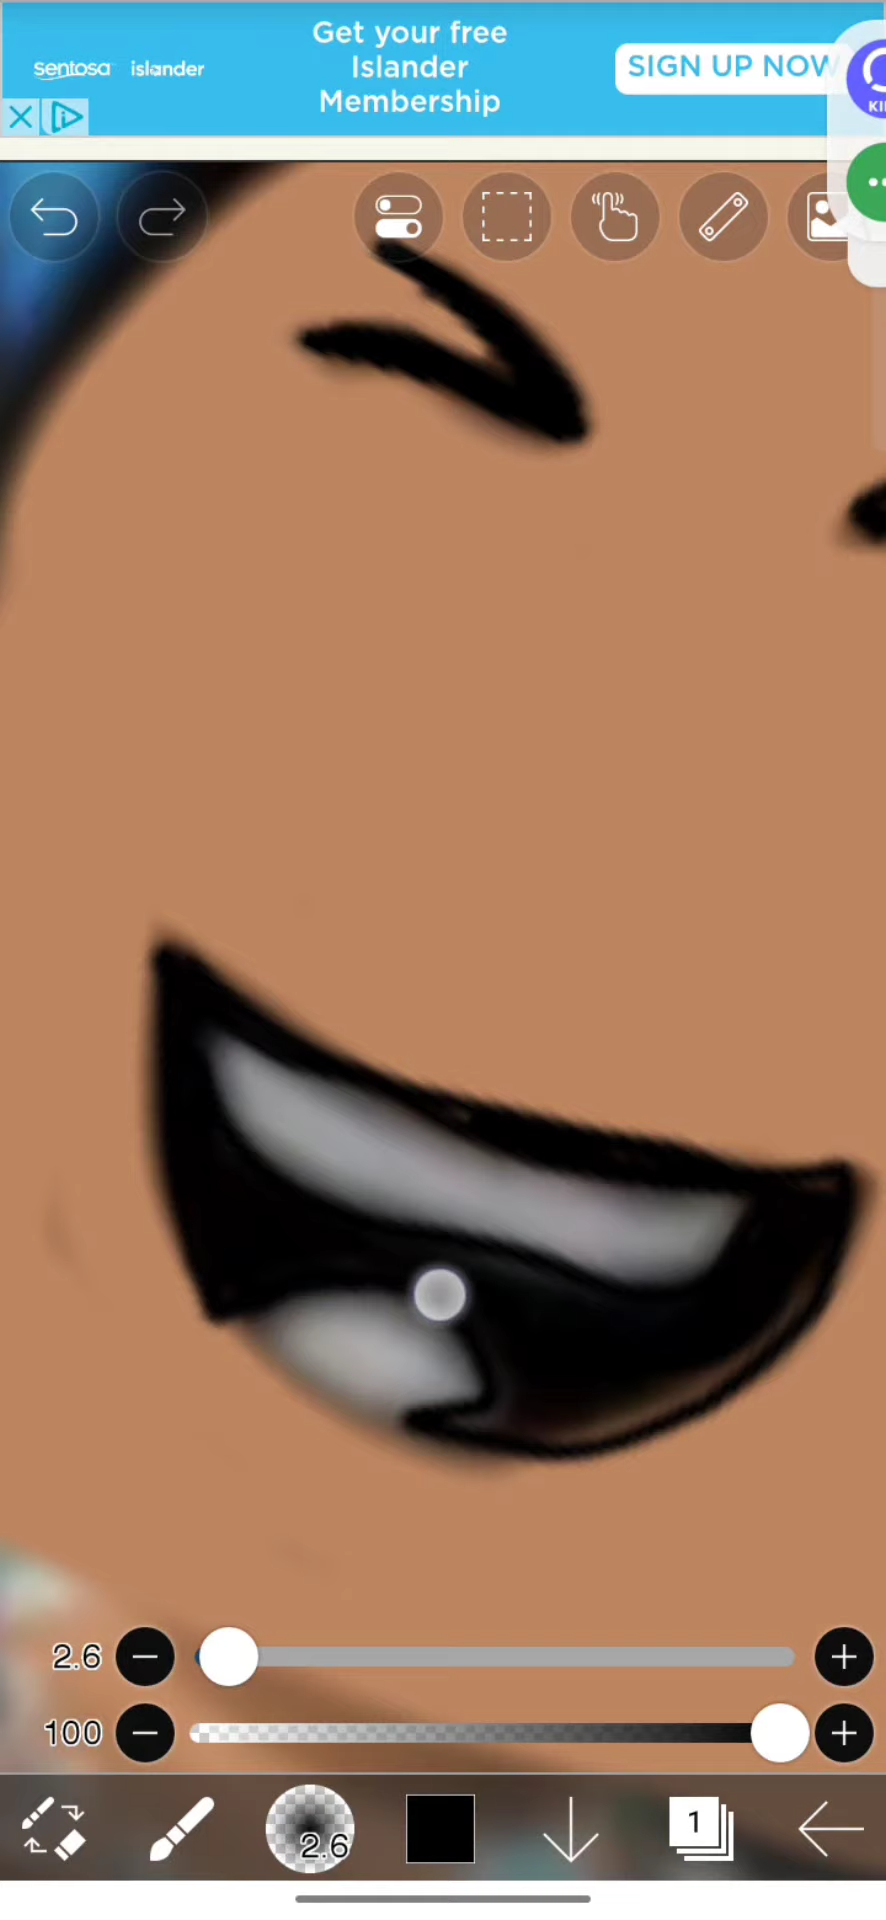 Get your free
Islander
Membership
sentosa islander
SIGN UP NOW
2.6
100
2.6
1